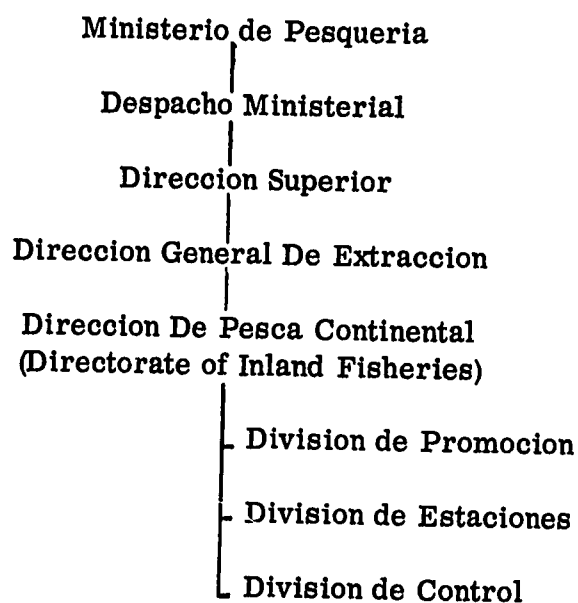 Ministerio de Pesqueria
Despacho Ministerial
Direccion Superior
Direccion General De Extraccion
Direccion De Pesca Continental
(Directorate of Inland Fisheries)
Division de Promocion
Division de Estaciones
Division de Control